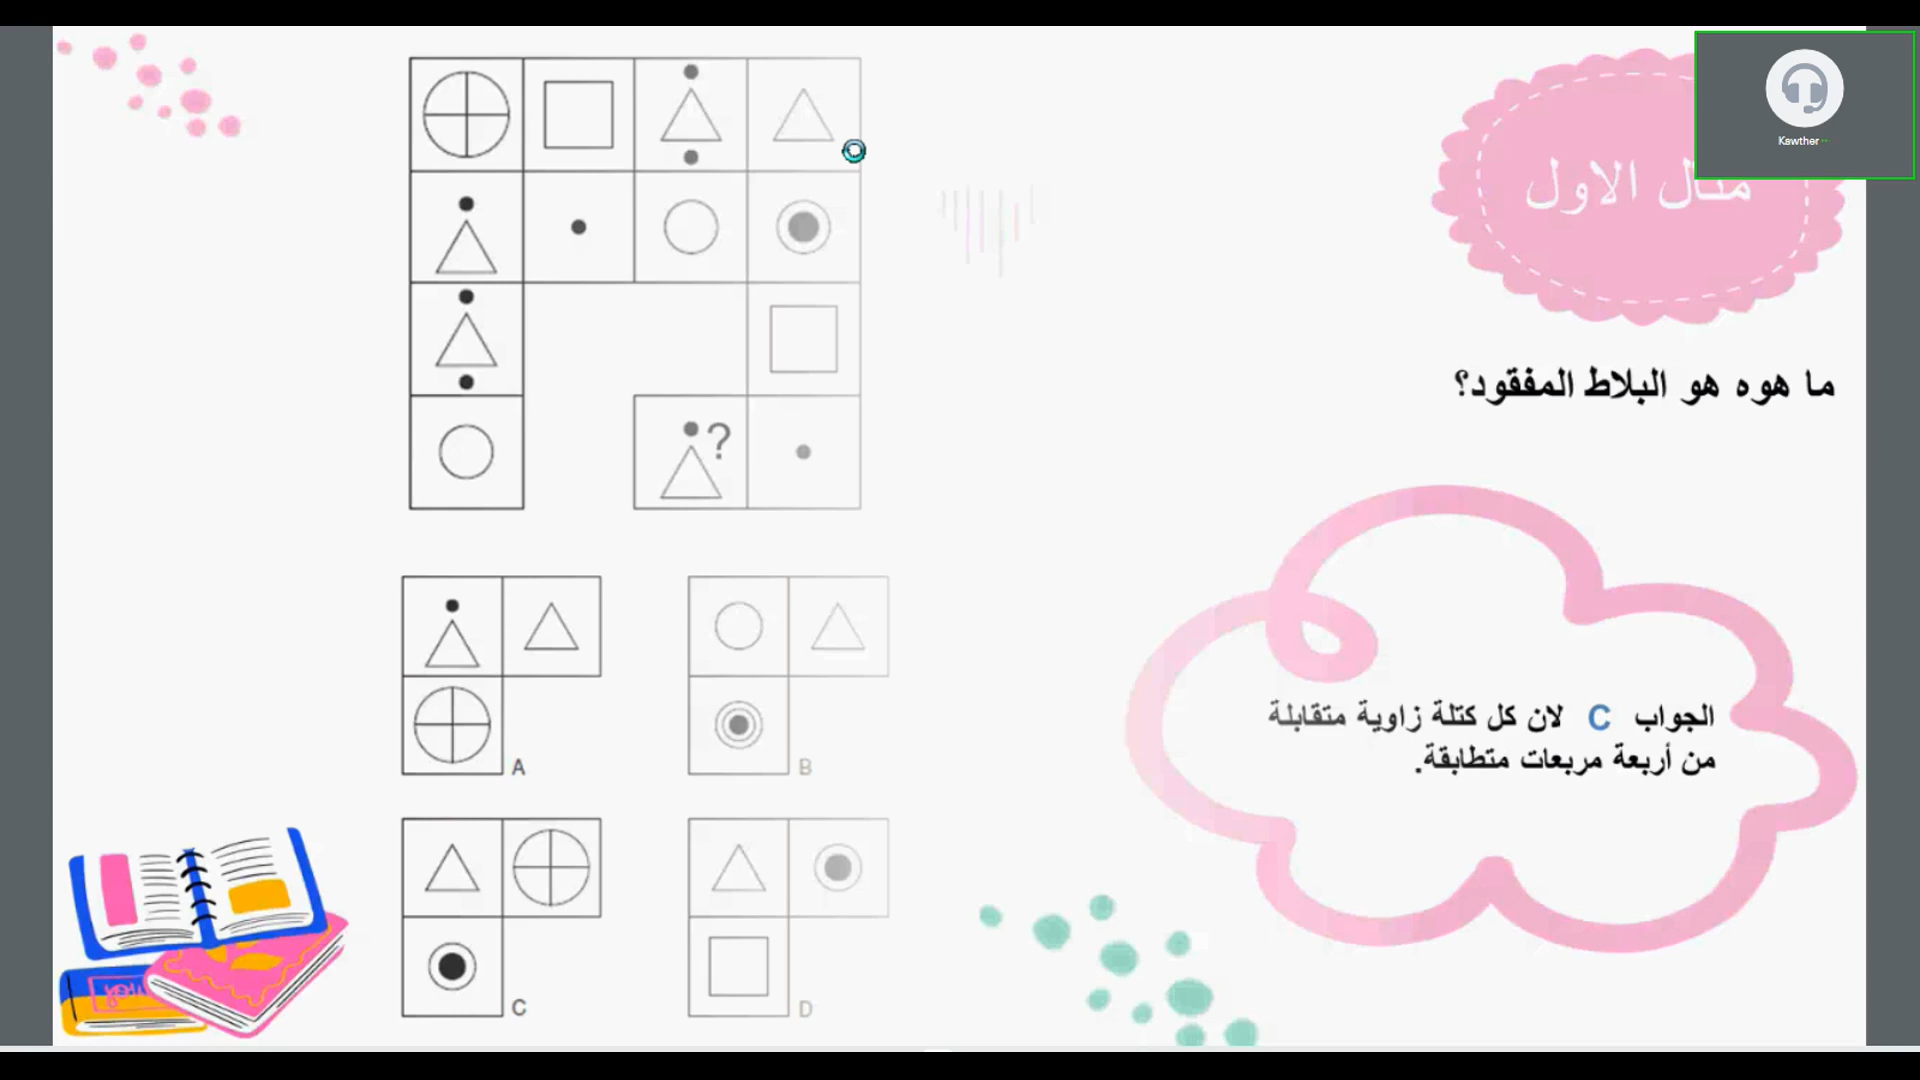 Kawther
مثال الاول
ما هوه هو البلاط المفقود؟
?
A
B
C
D
الجواب C لان كل كتلة زاوية متقابلة
من أربعة مربعات متطابقة.